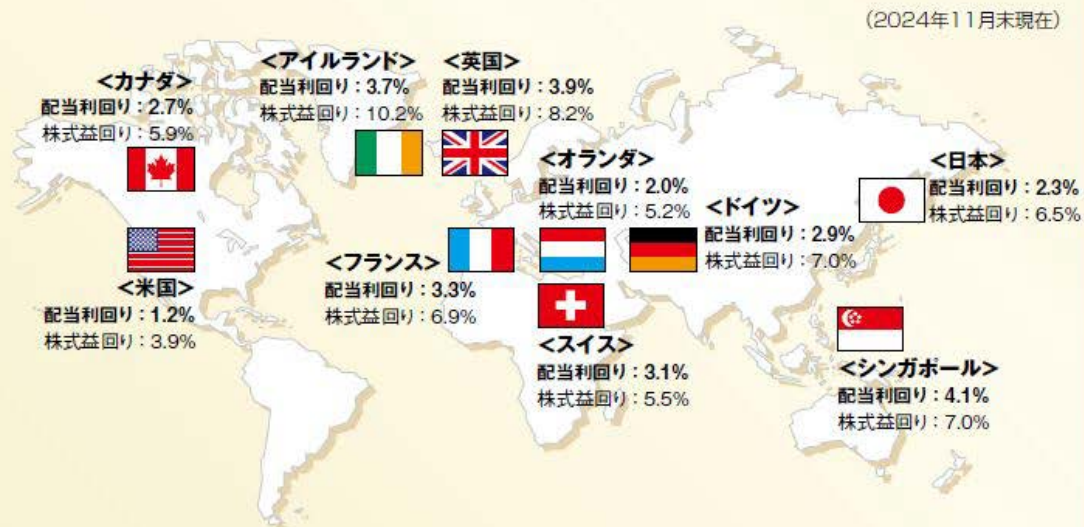 (2024年11月末現在)
<カナダ>
配当利回り：2.7%
株式益回り：5.9%
<アイルランド>
配当利回り：3.7%
株式益回り：10.2%
<英国>
配当利回り：3.9%
株式益回り：8.2%
<オランダ>
配当利回り：2.0%
株式益回り：5.2%
<ドイツ>
配当利回り：2.9%
株式益回り：7.0%
<日本>
配当利回り：2.3%
株式益回り：6.5%
<米国>
配当利回り：1.2%
株式益回り：3.9%
<フランス>
配当利回り：3.3%
株式益回り：6.9%
<スイス>
配当利回り：3.1%
株式益回り：5.5%
<シンガポール>
配当利回り：4.1%
株式益回り：7.0%